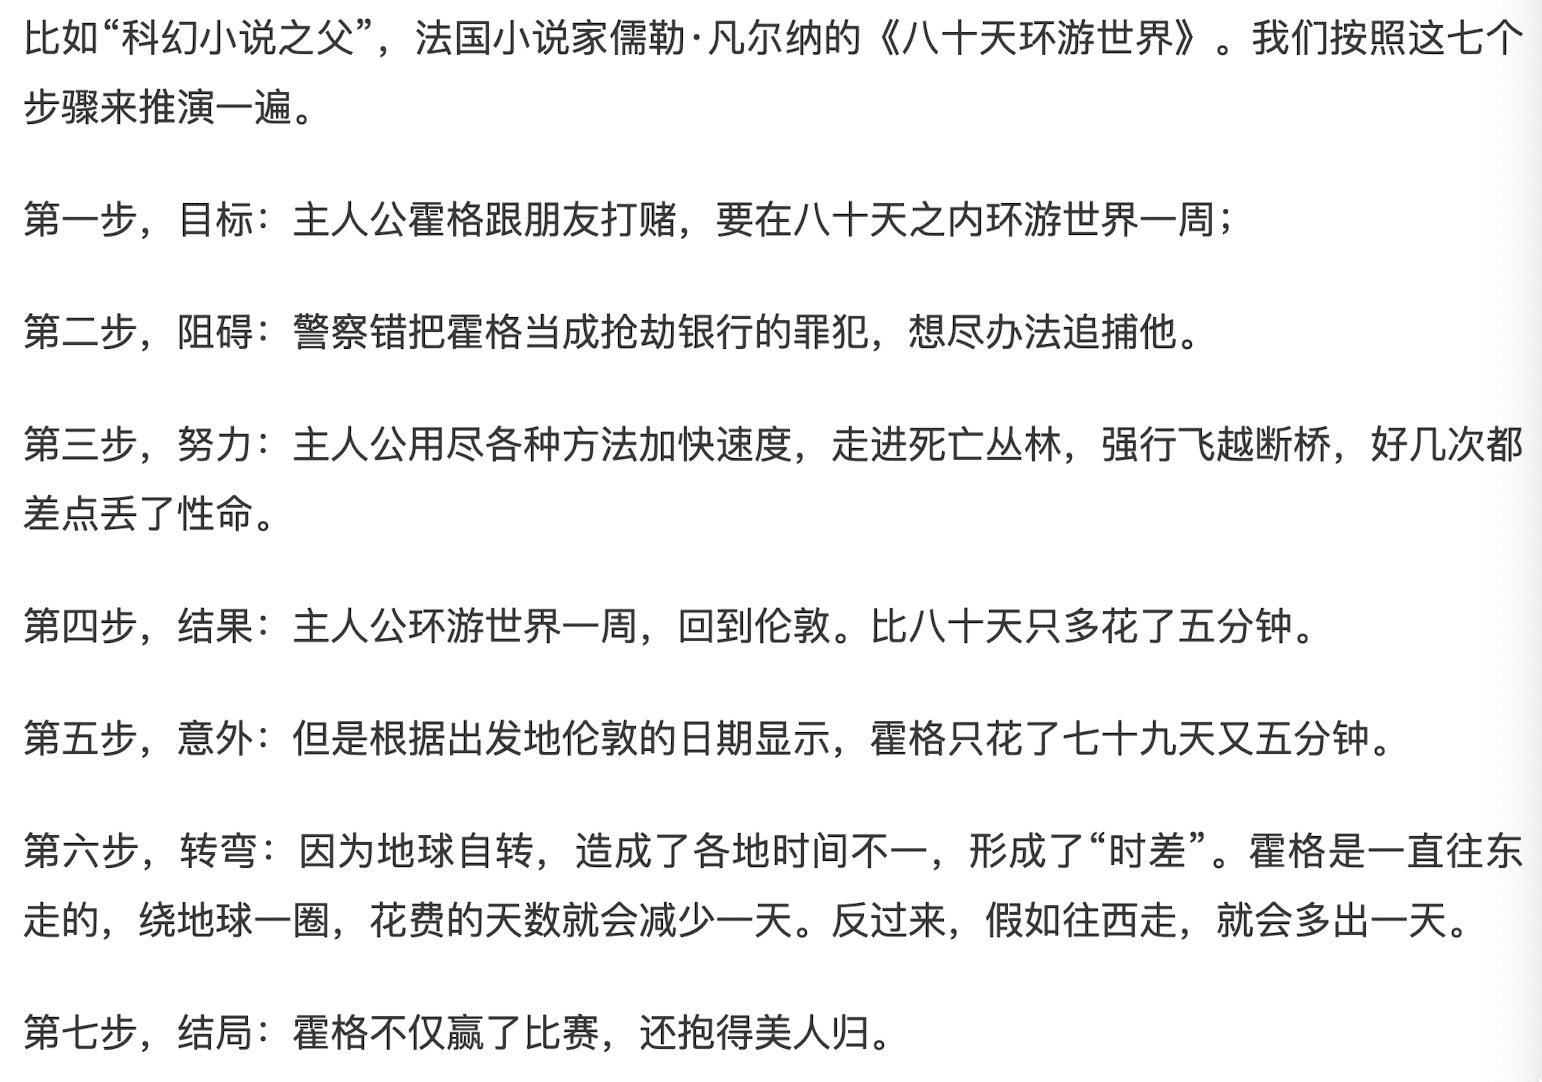 比如“科幻小说之父”，法国小说家儒勒·凡尔纳的《八十天环游世界》。我们按照这七个
步骤来推演一遍。
第一步，目标：主人公霍格跟朋友打赌，要在八十天之内环游世界一周；
第二步，阻碍：警察错把霍格当成抢劫银行的罪犯，想尽办法追捕他。
第三步，努力：主人公用尽各种方法加快速度，走进死亡丛林，强行飞越断桥，好几次都
差点丢了性命。
第四步，结果：主人公环游世界一周，回到伦敦。比八十天只多花了五分钟。
第五步，意外：但是根据出发地伦敦的日期显示，霍格只花了七十九天又五分钟。
第六步，转弯：因为地球自转，造成了各地时间不一，形成了“时差”。霍格是一直往东
走的，绕地球一圈，花费的天数就会减少一天。反过来，假如往西走，就会多出一天。
第七步，结局：霍格不仅赢了比赛，还抱得美人归。